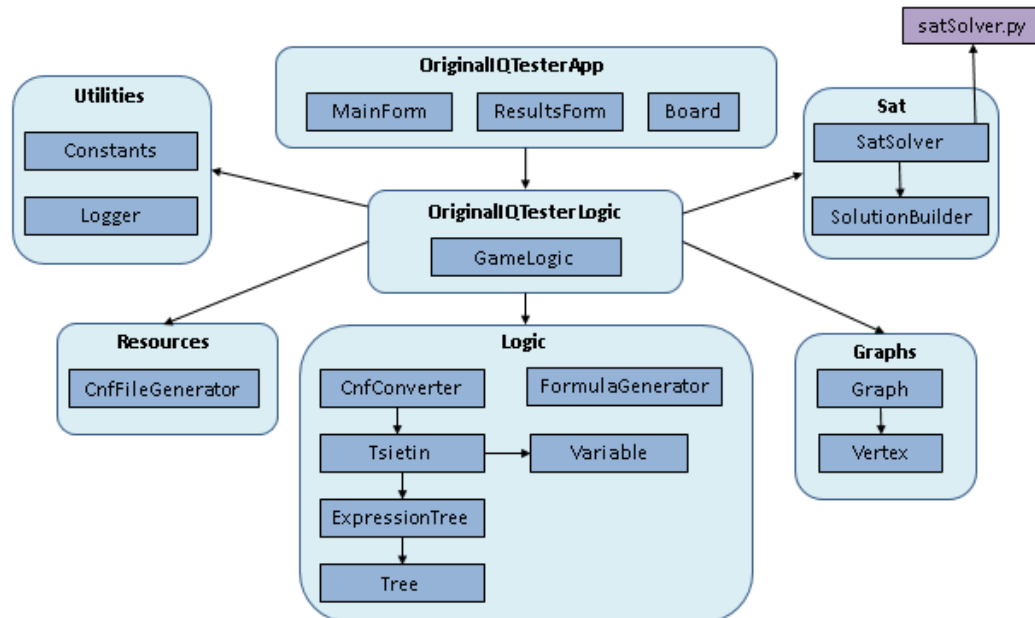 satSolver.py
OriginalIQTesterApp
MainForm
ResultsForm
Board
Utilities
Constants
Logger
Sat
SatSolver
SolutionBuilder
OriginalIQTesterLogic
GameLogic
Resources
CnfFileGenerator
Logic
CnfConverter
FormulaGenerator
Tsietin
Variable
ExpressionTree
Tree
Graphs
Graph
Vertex